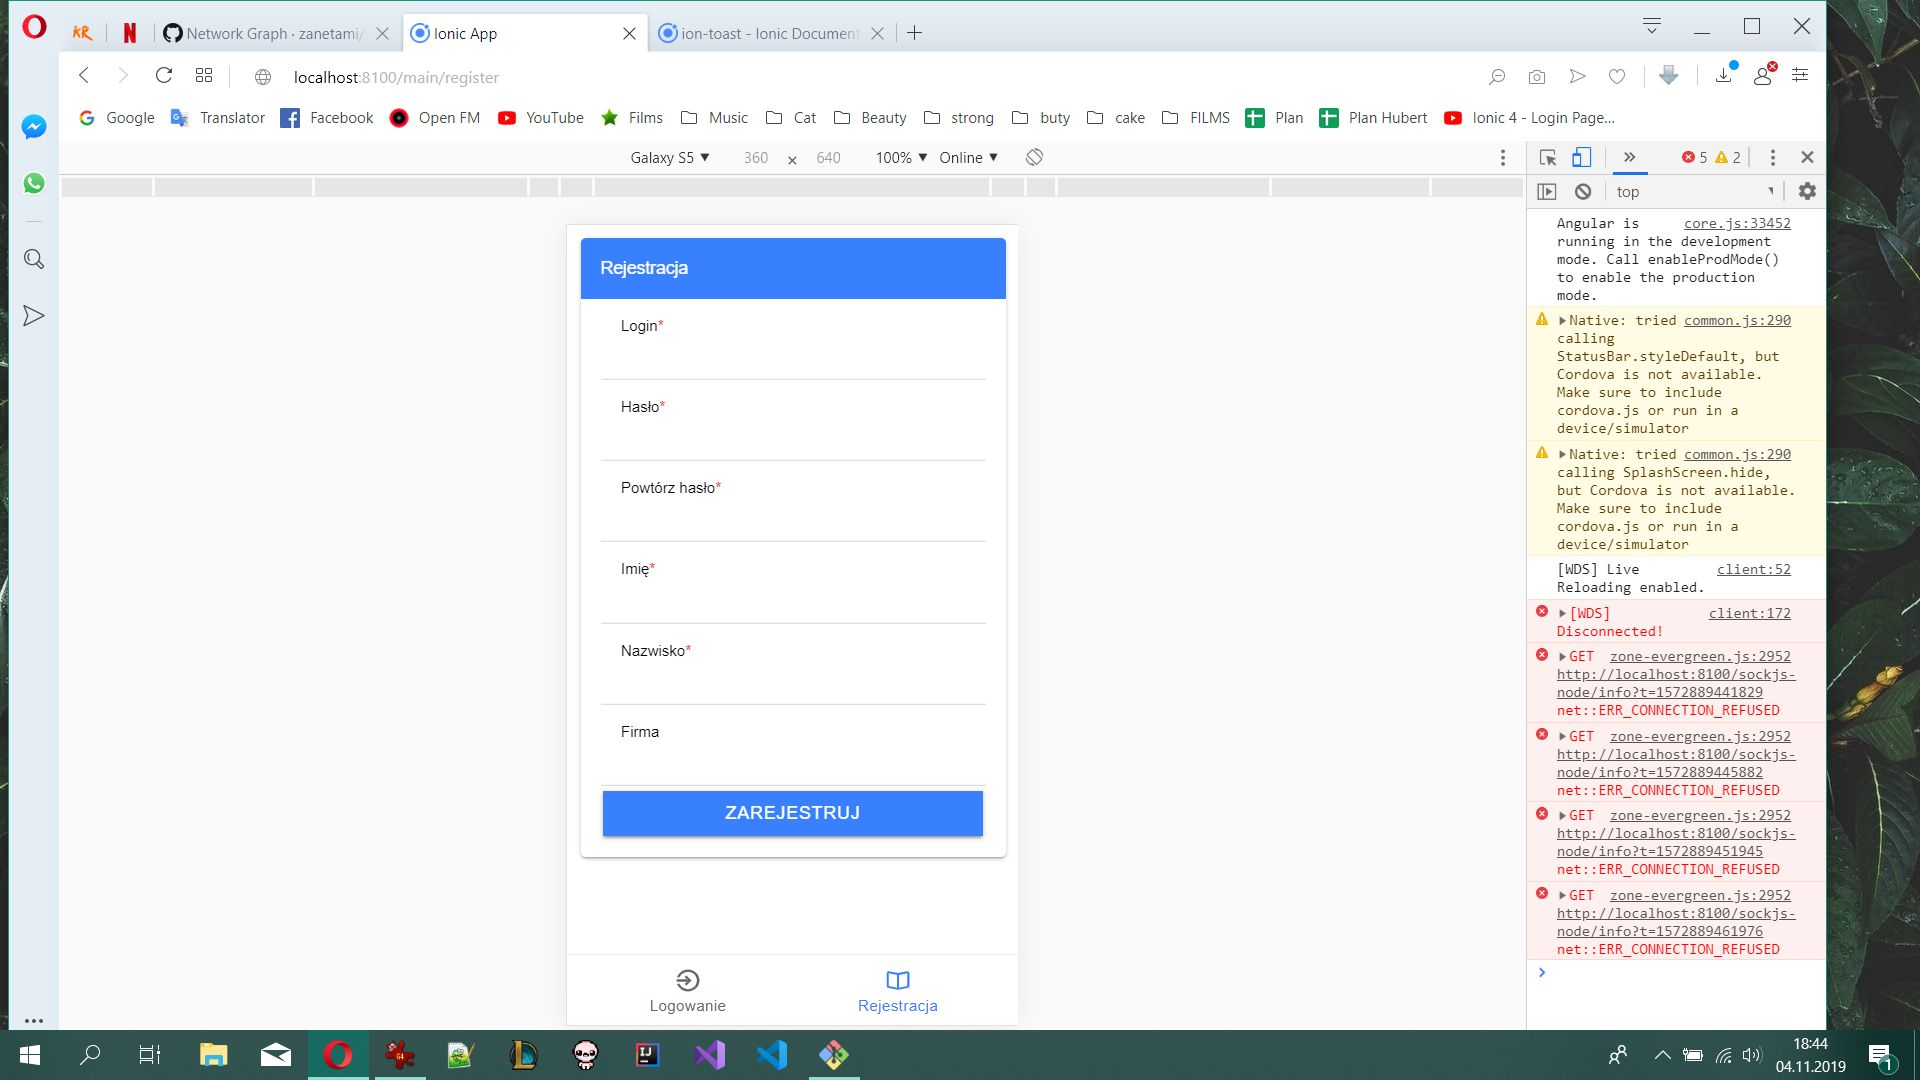 Network Graph · zanetami/
Ionic App
ion-toast - Ionic Document
localhost:8100/main/register
Google
Translator
Facebook
Open FM
YouTube
Films
Music
Cat
Beauty
strong
buty
cake
FILMS
Plan
Plan Hubert
Ionic 4 - Login Page...
Galaxy S5 ▼ 360 × 640 100% ▼ Online ▼
5 2
top
Rejestracja
Login*
Hasło*
Powtórz hasło*
Imię*
Nazwisko*
Firma
ZAREJESTRUJ
Logowanie
Rejestracja
Angular is core.js:33452
running in the development
mode. Call enableProdMode()
to enable the production
mode.
Native: tried common.js:290
calling
StatusBar.styleDefault, but
Cordova is not available.
Make sure to include
cordova.js or run in a
device/simulator
Native: tried common.js:290
calling SplashScreen.hide,
but Cordova is not available.
Make sure to include
cordova.js or run in a
device/simulator
[WDS] Live client:52
Reloading enabled.
[WDS] client:172
Disconnected!
GET zone-evergreen.js:2952
http://localhost:8100/sockjs-
node/info?t=1572889441829
net::ERR_CONNECTION_REFUSED
GET zone-evergreen.js:2952
http://localhost:8100/sockjs-
node/info?t=1572889445882
net::ERR_CONNECTION_REFUSED
GET zone-evergreen.js:2952
http://localhost:8100/sockjs-
node/info?t=1572889451945
net::ERR_CONNECTION_REFUSED
GET zone-evergreen.js:2952
http://localhost:8100/sockjs-
node/info?t=1572889461976
net::ERR_CONNECTION_REFUSED
18:44
04.11.2019
1